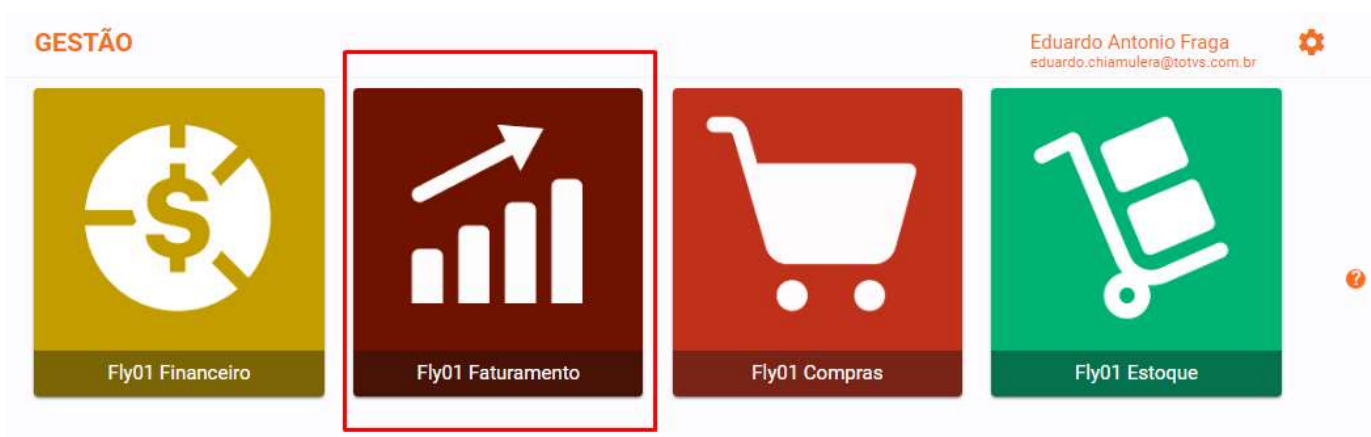 GESTÃO
Eduardo Antonio Fraga
eduardo.chiamulera@totvs.com.br
$
?
Fly01 Financeiro
Fly01 Faturamento
Fly01 Compras
Fly01 Estoque